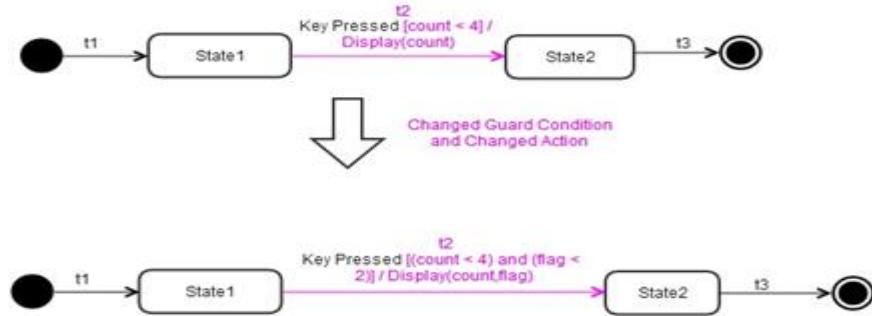 t2
Key Pressed [count < 4] /
Display(count)
t1
State1
State2
t3
Changed Guard Condition
and Changed Action
t2
Key Pressed [(count < 4) and (flag <
2)] / Display(count,flag)
t1
State1
State2
t3